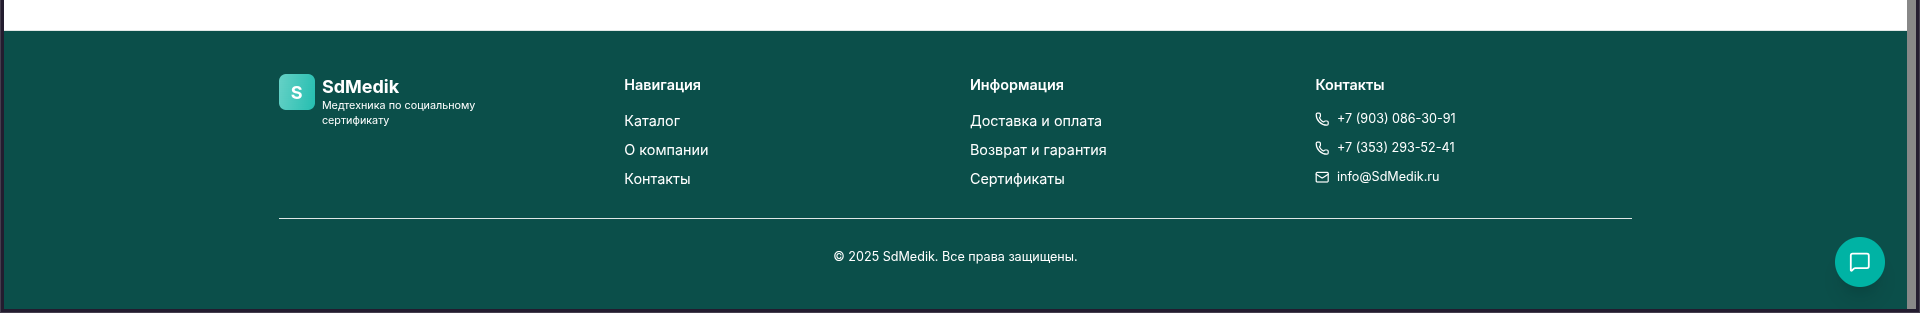 S
SdMedik
Медтехника по социальному
сертификату
Навигация
Каталог
О компании
Контакты
Информация
Доставка и оплата
Возврат и гарантия
Сертификаты
Контакты
+7 (903) 086-30-91
+7 (353) 293-52-41
info@SdMedik.ru
© 2025 SdMedik. Все права защищены.